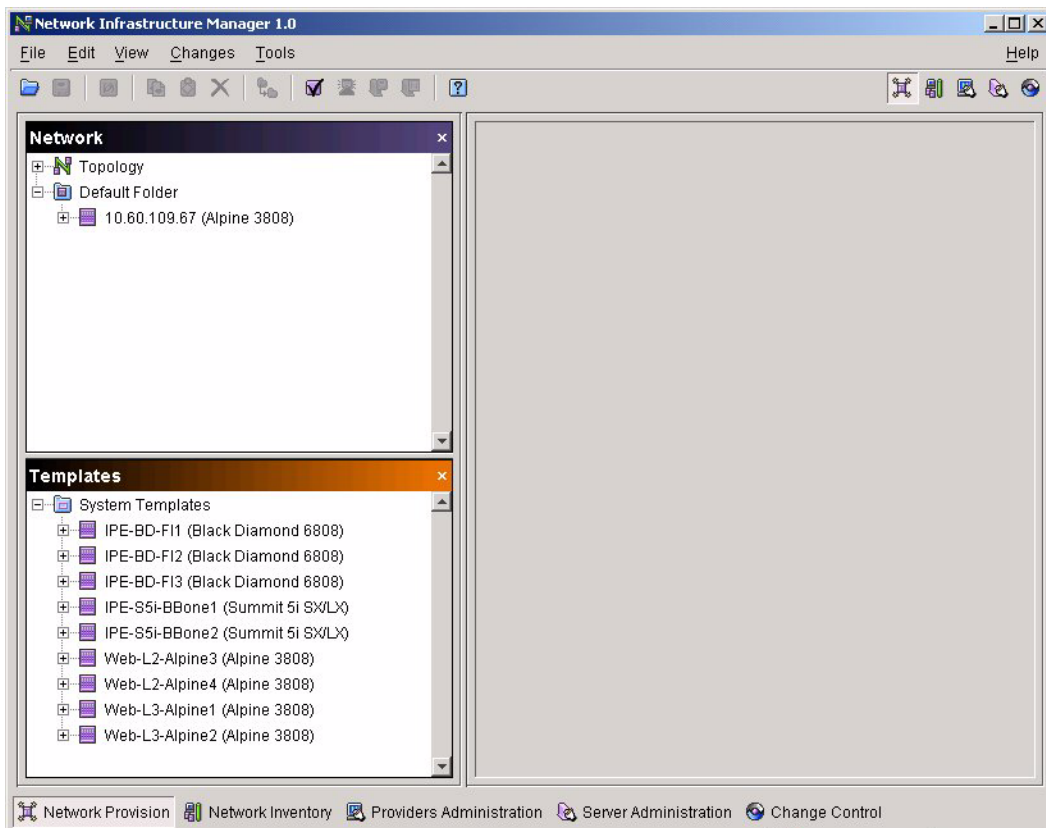 Network Infrastructure Manager 1.0
File Edit View Changes Tools Help
Network
Topology
Default Folder
10.60.109.67 (Alpine 3808)
Templates
System Templates
IPE-BD-Fl1 (Black Diamond 6808)
IPE-BD-Fl2 (Black Diamond 6808)
IPE-BD-Fl3 (Black Diamond 6808)
IPE-S5i-BBone1 (Summit 5i SX/LX)
IPE-S5i-BBone2 (Summit 5i SX/LX)
Web-L2-Alpine3 (Alpine 3808)
Web-L2-Alpine4 (Alpine 3808)
Web-L3-Alpine1 (Alpine 3808)
Web-L3-Alpine2 (Alpine 3808)
Network Provision Network Inventory Providers Administration Server Administration Change Control